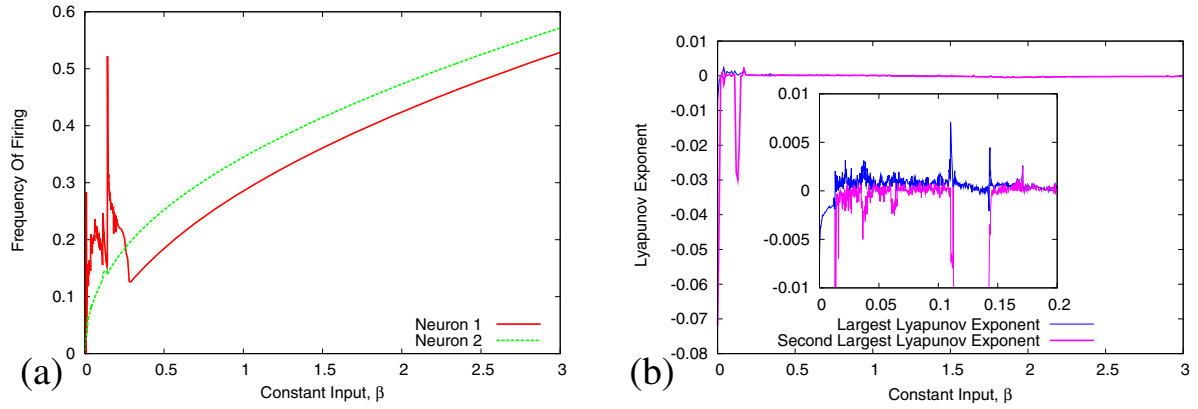 0.6
0.5
0.4
0.3
0.2
0.1
0
Frequency Of Firing
Neuron 1
Neuron 2
0 0.5 1 1.5 2 2.5 3
Constant Input, β
(a)
0.01
0
-0.01
-0.02
-0.03
-0.04
-0.05
-0.06
-0.07
-0.08
Lyapunov Exponent
0.01
0.005
0
-0.005
-0.01
0 0.05 0.1 0.15 0.2
Largest Lyapunov Exponent
Second Largest Lyapunov Exponent
0 0.5 1 1.5 2 2.5 3
Constant Input, β
(b)